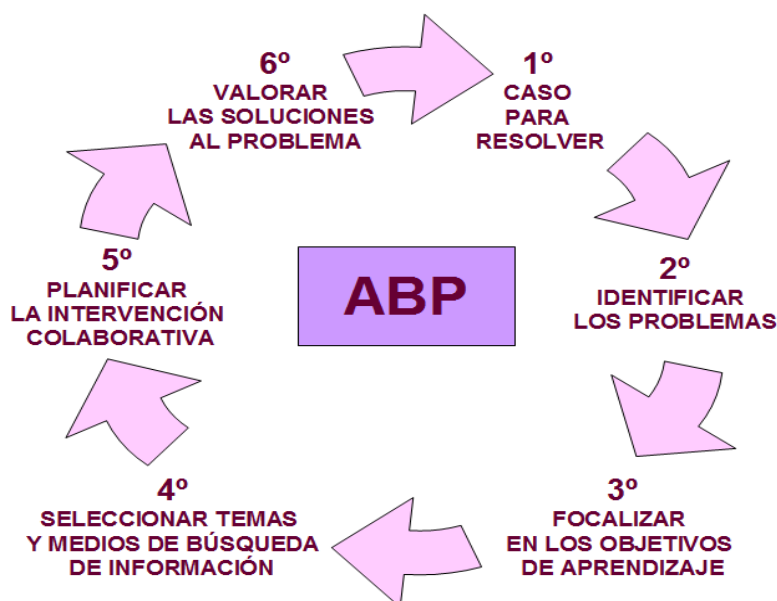 1º
CASO
PARA
RESOLVER
2º
IDENTIFICAR
LOS PROBLEMAS
3º
FOCALIZAR
EN LOS OBJETIVOS
DE APRENDIZAJE
4º
SELECCIONAR TEMAS
Y MEDIOS DE BÚSQUEDA
DE INFORMACIÓN
5º
PLANIFICAR
LA INTERVENCIÓN
COLABORATIVA
6º
VALORAR
LAS SOLUCIONES
AL PROBLEMA
ABP